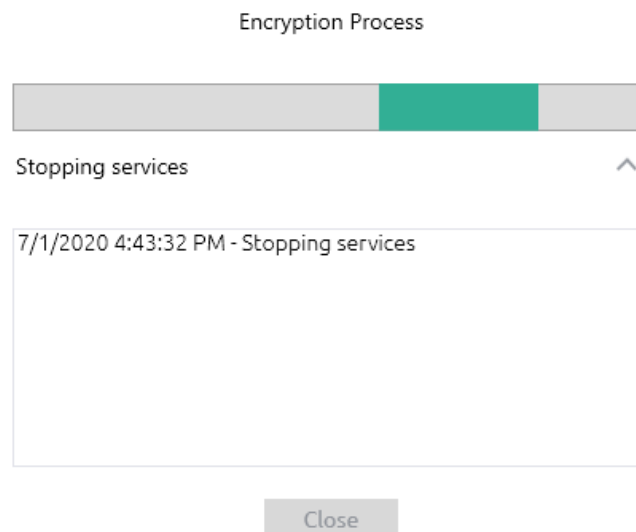 Encryption Process
Stopping services
7/1/2020 4:43:32 PM - Stopping services
Close